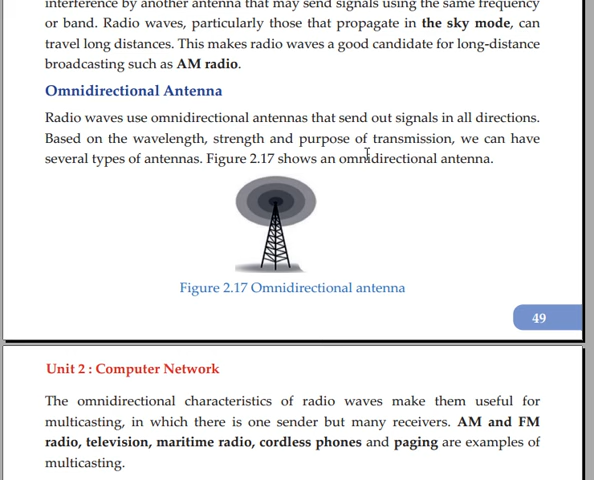 interference by another antenna that may send signals using the same frequency
or band. Radio waves, particularly those that propagate in the sky mode, can
travel long distances. This makes radio waves a good candidate for long-distance
broadcasting such as AM radio.
Omnidirectional Antenna
Radio waves use omnidirectional antennas that send out signals in all directions.
Based on the wavelength, strength and purpose of transmission, we can have
several types of antennas. Figure 2.17 shows an omnidirectional antenna.
Figure 2.17 Omnidirectional antenna
49
Unit 2 : Computer Network
The omnidirectional characteristics of radio waves make them useful for
multicasting, in which there is one sender but many receivers. AM and FM
radio, television, maritime radio, cordless phones and paging are examples of
multicasting.